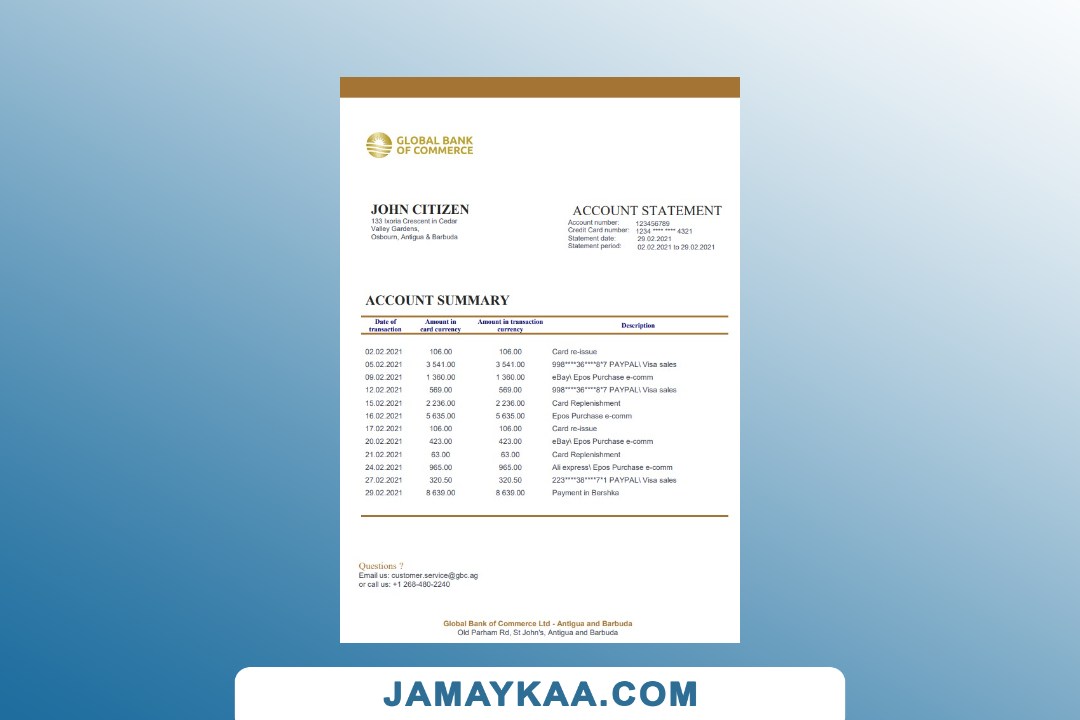 GLOBAL BANK
OF COMMERCE
JOHN CITIZEN
133 Ixoria Crescent in Cedar
Valley Gardens,
Osbourn, Antigua & Barbuda
ACCOUNT STATEMENT
Account number: 123456789
Credit Card number: 1234 **** **** 4321
Statement date: 29.02.2021
Statement period: 02.02.2021 to 29.02.2021
ACCOUNT SUMMARY
Date of transaction Amount in card currency Amount in transaction currency Description
02.02.2021 106.00 106.00 Card re-issue
05.02.2021 3 541.00 3 541.00 998****36****8*7 PAYPAL\ Visa sales
09.02.2021 1 360.00 1 360.00 eBay\ Epos Purchase e-comm
12.02.2021 569.00 569.00 998****36****8*7 PAYPAL\ Visa sales
15.02.2021 2 236.00 2 236.00 Card Replenishment
16.02.2021 5 635.00 5 635.00 Epos Purchase e-comm
17.02.2021 106.00 106.00 Card re-issue
20.02.2021 423.00 423.00 eBay\ Epos Purchase e-comm
21.02.2021 63.00 63.00 Card Replenishment
24.02.2021 965.00 965.00 Ali express\ Epos Purchase e-comm
27.02.2021 320.50 320.50 223****36****7*1 PAYPAL\ Visa sales
29.02.2021 8 639.00 8 639.00 Payment in Bershka
Questions ?
Email us: customer.service@gbc.ag
or call us: +1 268-480-2240
Global Bank of Commerce Ltd - Antigua and Barbuda
Old Parham Rd, St John's, Antigua and Barbuda
JAMAYKAA.COM